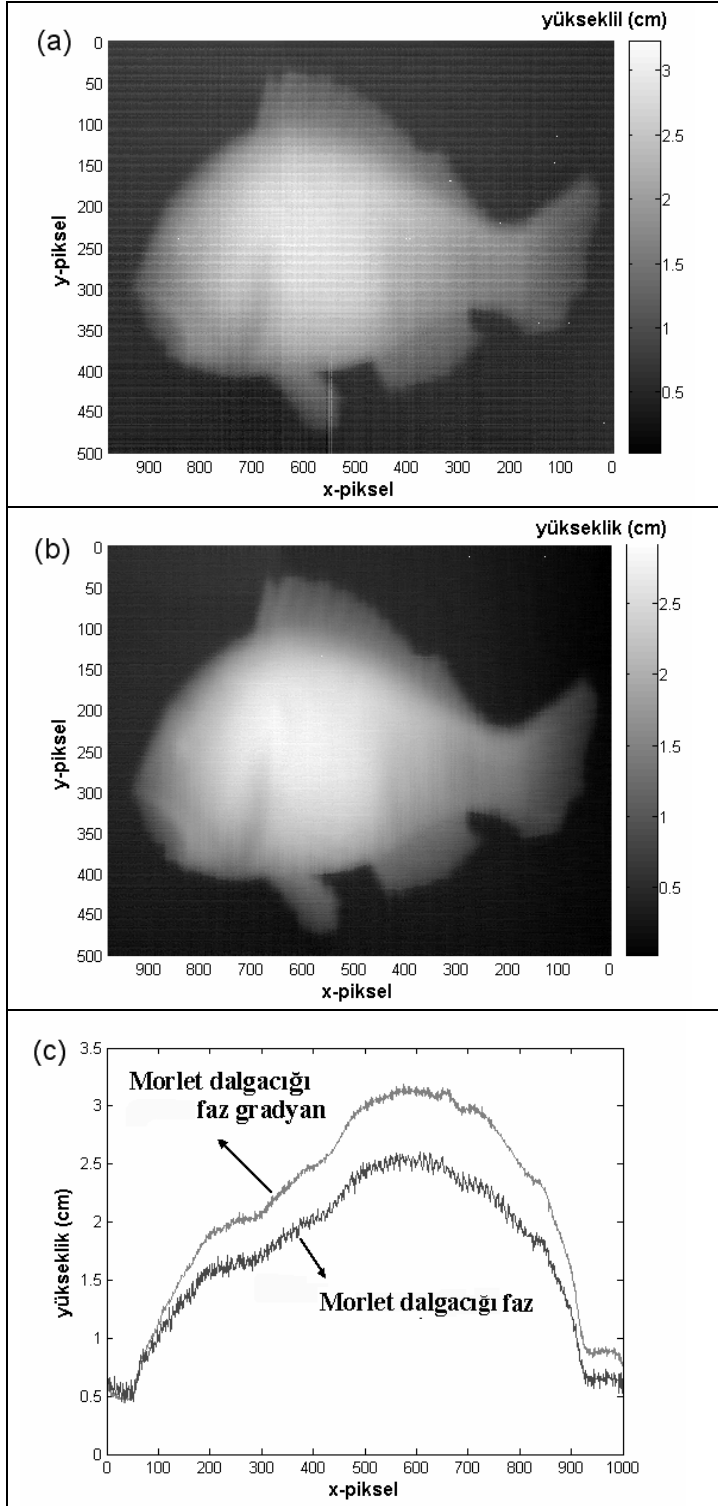 (a)
yükseklil (cm)
0
50
100
150
200
250
300
350
400
450
500
y-piksel
900 800 700 600 500 400 300 200 100 0
x-piksel
3
2.5
2
1.5
1
0.5
(b)
yükseklik (cm)
0
50
100
150
200
250
300
350
400
450
500
y-piksel
900 800 700 600 500 400 300 200 100 0
x-piksel
2.5
2
1.5
1
0.5
(c)
3.5
3
2.5
2
1.5
1
0.5
0
yükseklik (cm)
Morlet dalgacığı
faz gradyan
Morlet dalgacığı faz
0 100 200 300 400 500 600 700 800 900 1000
x-piksel